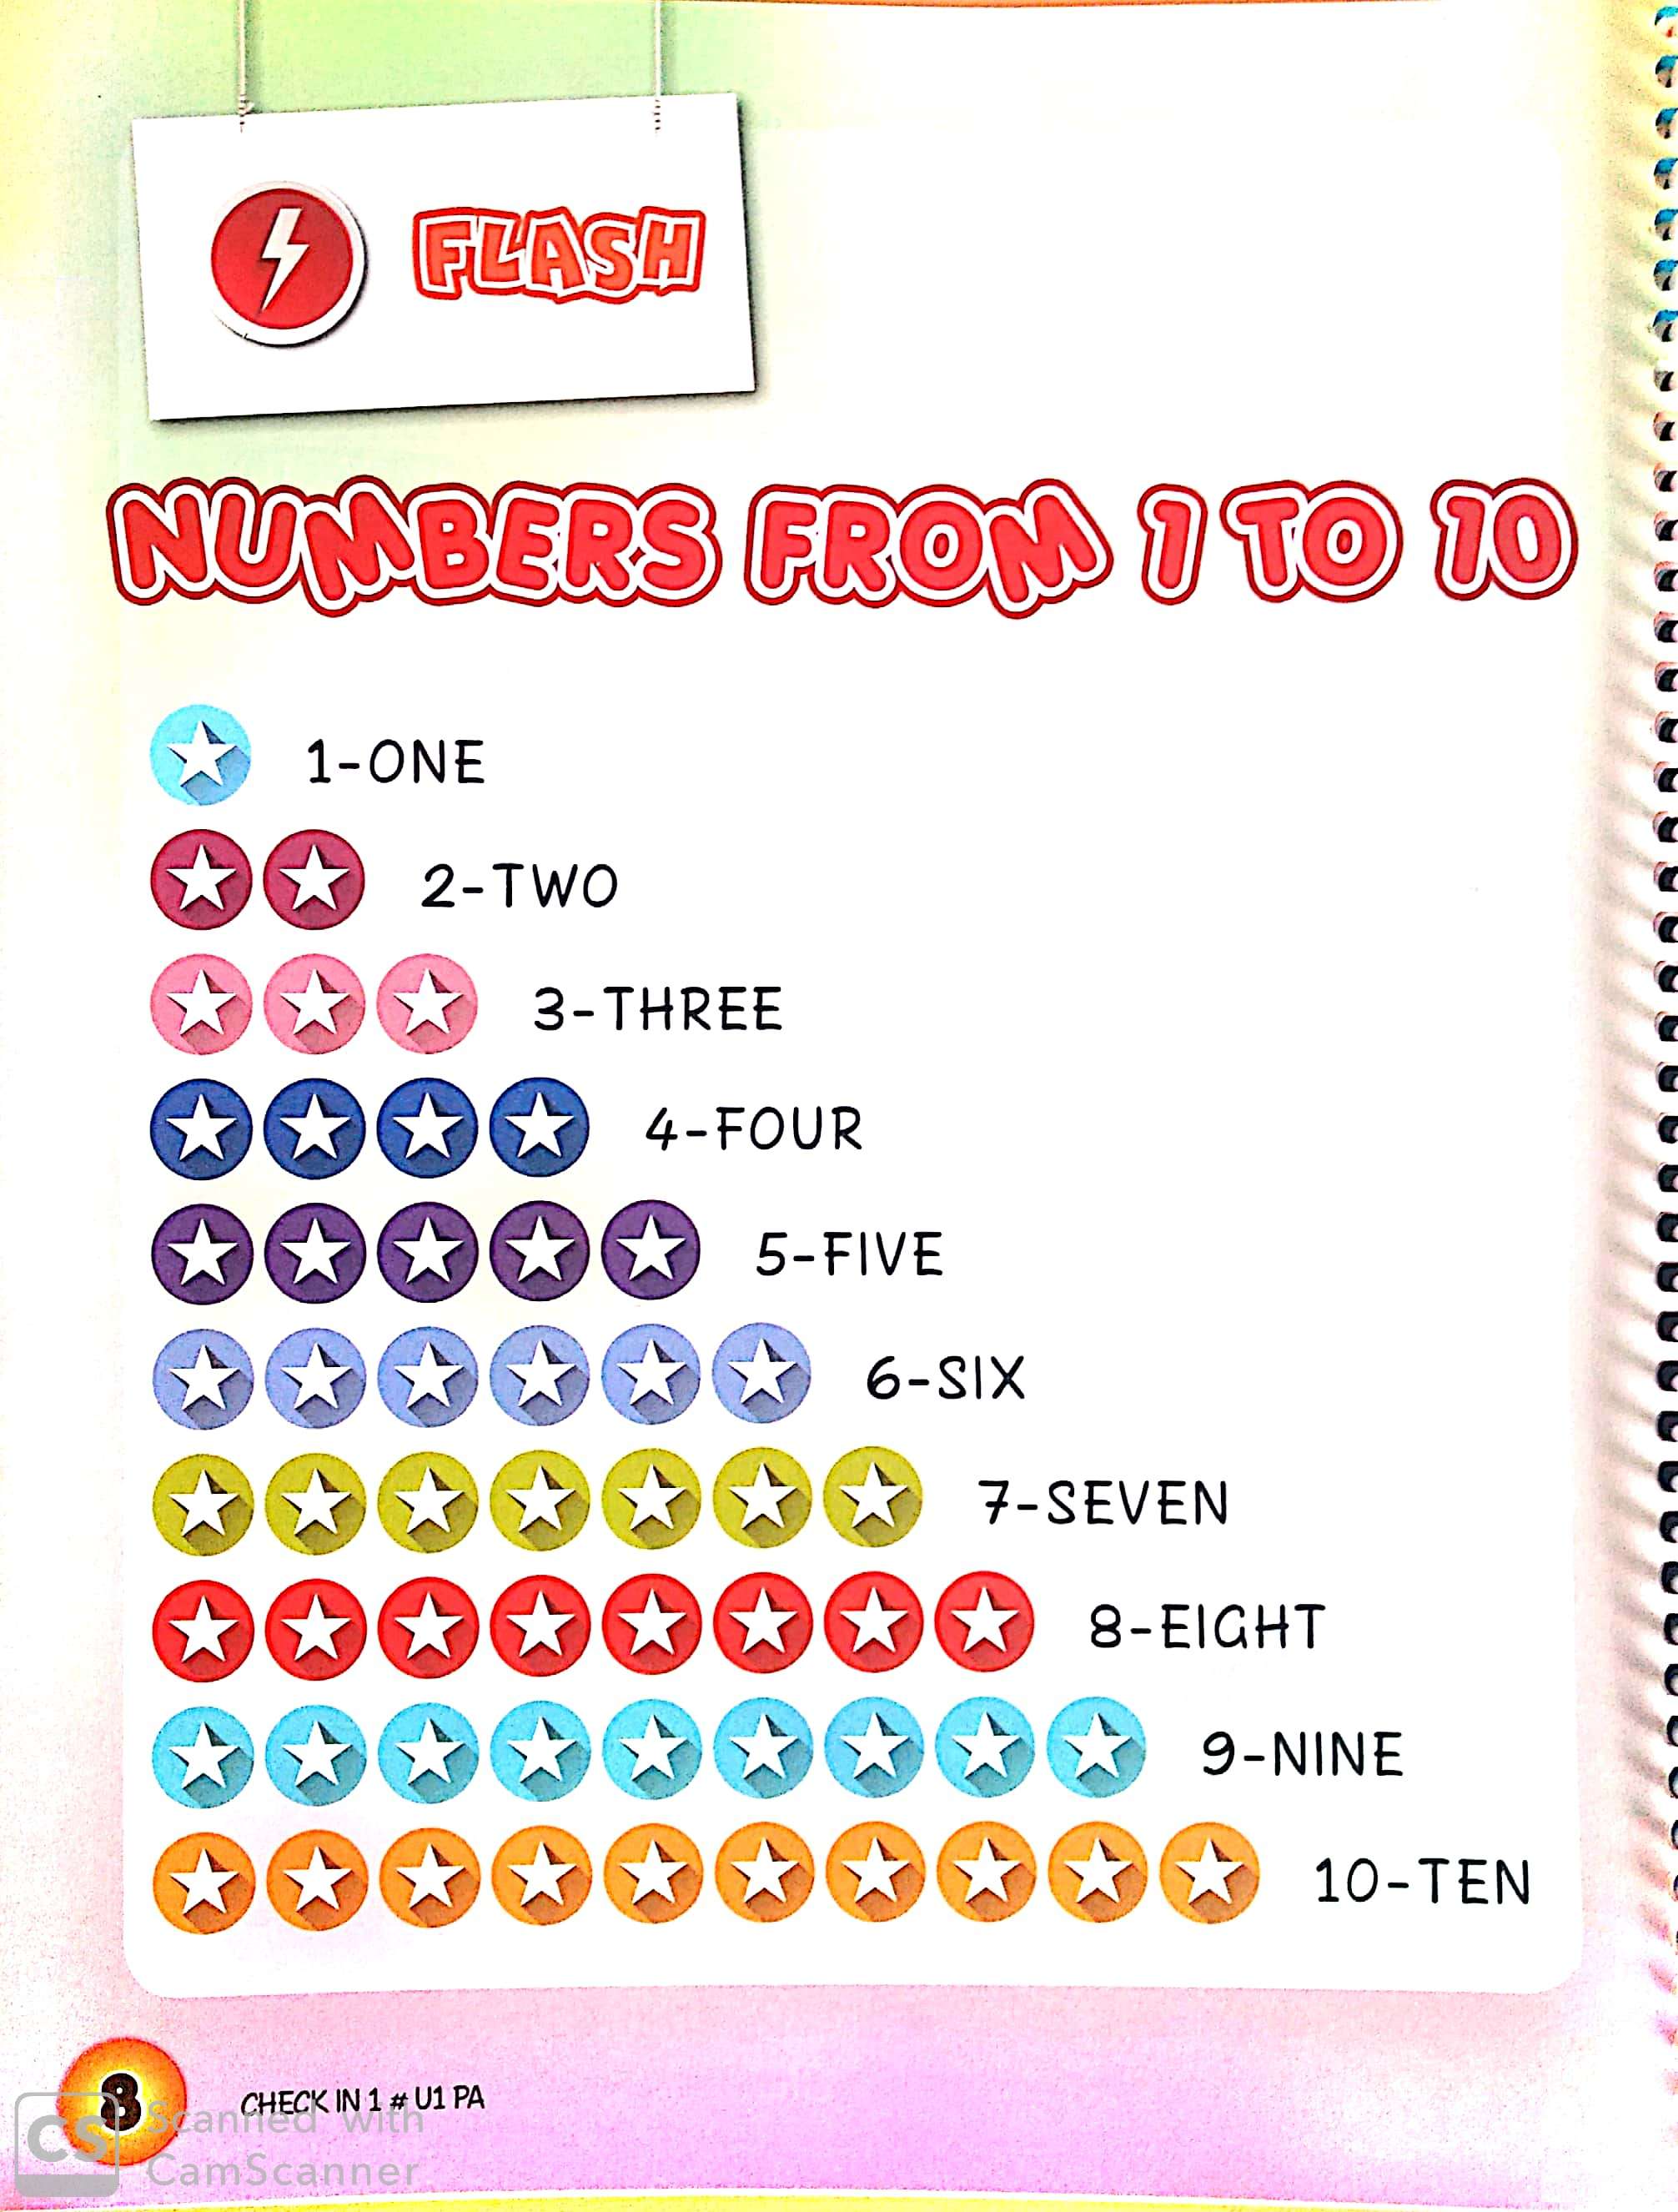 FLASH
NUMBERS FROM 1 TO 10
1-ONE
2-TWO
3-THREE
4-FOUR
5-FIVE
6-SIX
7-SEVEN
8-EIGHT
9-NINE
10-TEN
8
CHECK IN 1 # U1 PA
CS
Scanned with
CamScanner